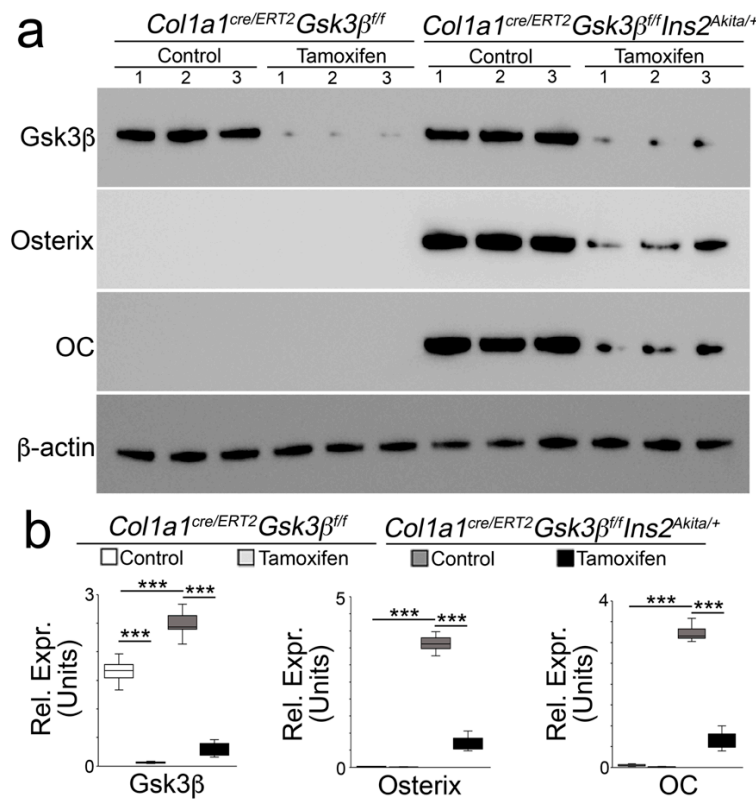 a
Col1a1cre/ERT2Gsk3βf/f Col1a1cre/ERT2Gsk3βf/fIns2Akita/+
Control Tamoxifen Control Tamoxifen
1 2 3 1 2 3 1 2 3 1 2 3
Gsk3β
Osterix
OC
β-actin
b
Col1a1cre/ERT2Gsk3βf/f Col1a1cre/ERT2Gsk3βf/fIns2Akita/+
Control Tamoxifen Control Tamoxifen
Rel. Expr.
(Units)
3
0
*** *** ***
Gsk3β
Rel. Expr.
(Units)
5
0
*** ***
Osterix
Rel. Expr.
(Units)
4
0
*** ***
OC